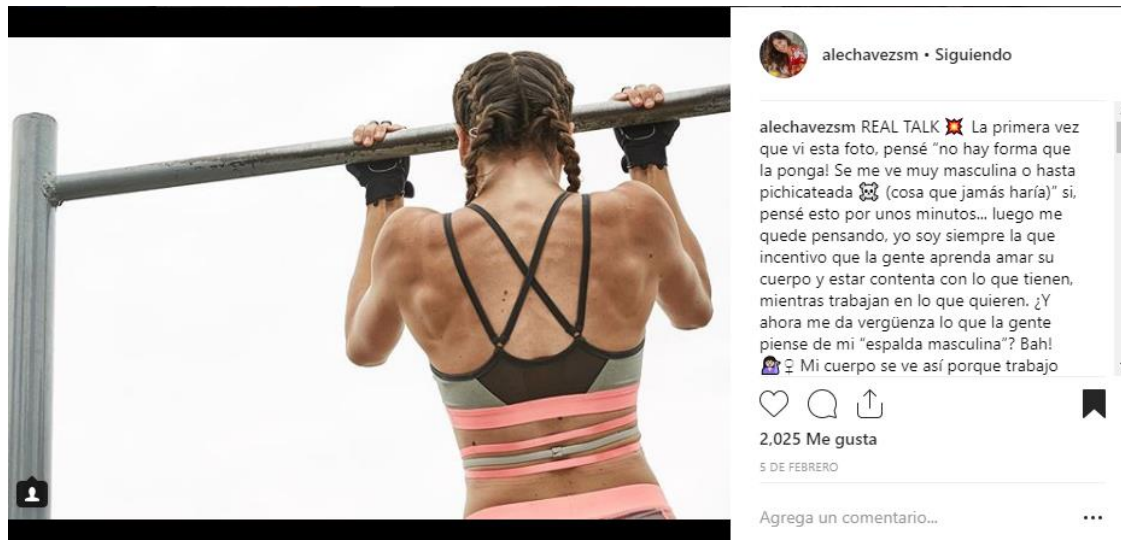 alechavezsm • Siguiendo
alechavezsm REAL TALK 💥 La primera vez
que vi esta foto, pensé “no hay forma que
la ponga! Se me ve muy masculina o hasta
pichicateada ☠️ (cosa que jamás haría)” si,
pensé esto por unos minutos... luego me
quede pensando, yo soy siempre la que
incentivo que la gente aprenda amar su
cuerpo y estar contenta con lo que tienen,
mientras trabajan en lo que quieren. ¿Y
ahora me da vergüenza lo que la gente
piense de mi “espalda masculina”? Bah!
🤷🏻♀ Mi cuerpo se ve así porque trabajo
2,025 Me gusta
5 DE FEBRERO
Agrega un comentario...